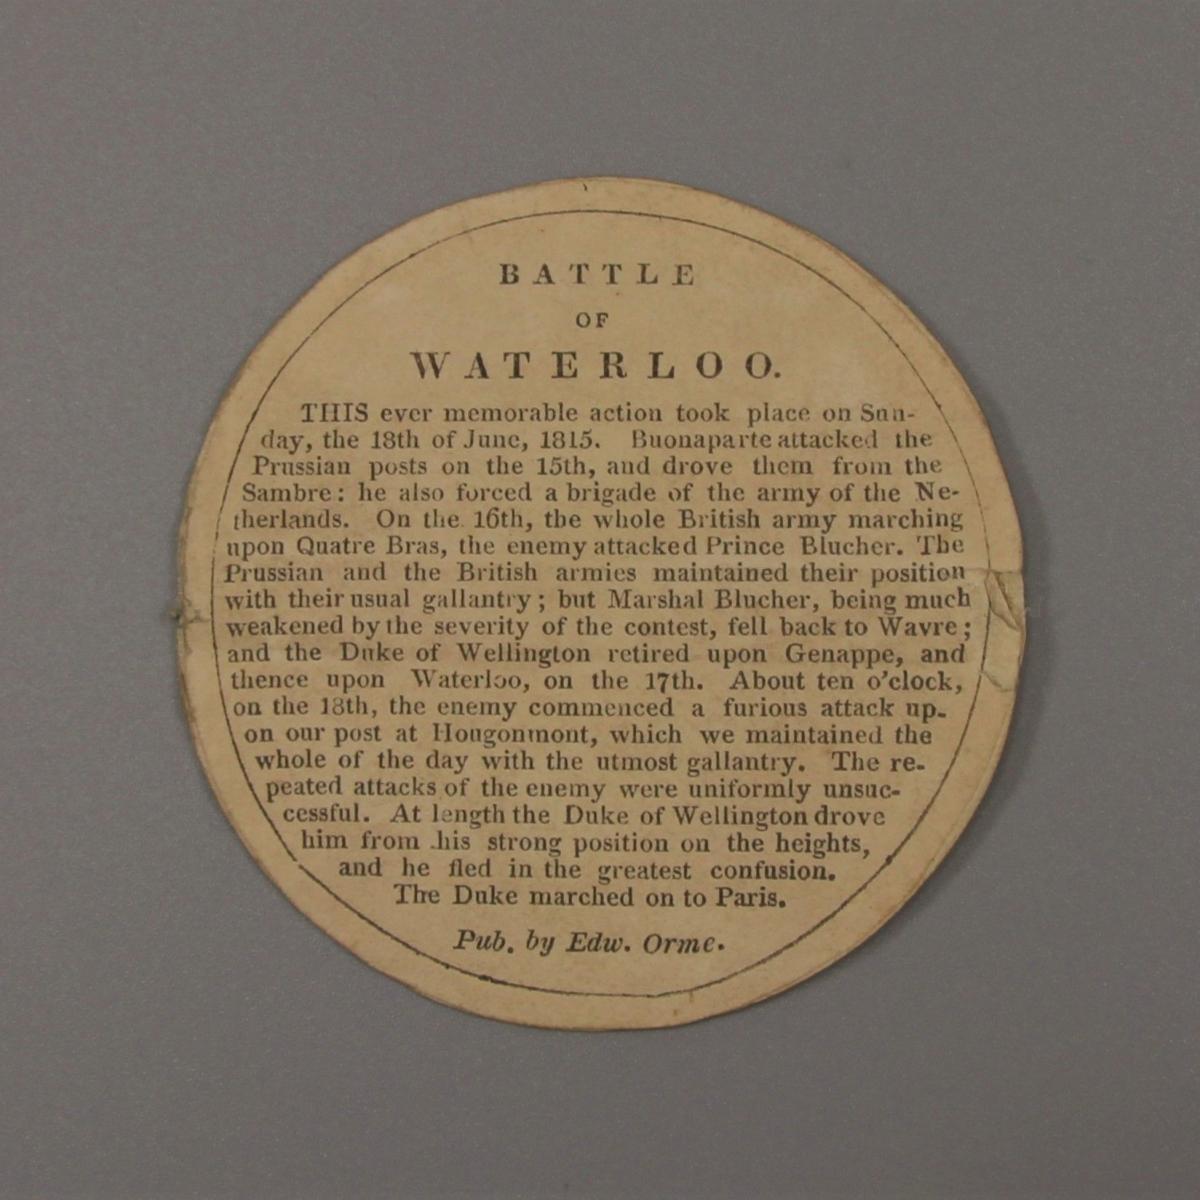 BATTLE
OF
WATERLOO.
THIS ever memorable action took place on Sun-
day, the 18th of June, 1815. Buonaparte attacked the
Prussian posts on the 15th, and drove them from the
Sambre: he also forced a brigade of the army of the Ne-
therlands. On the 16th, the whole British army marching
upon Quatre Bras, the enemy attacked Prince Blucher. The
Prussian and the British armies maintained their position
with their usual gallantry; but Marshal Blucher, being much
weakened by the severity of the contest, fell back to Wavre;
and the Duke of Wellington retired upon Genappe, and
thence upon Waterloo, on the 17th. About ten o'clock,
on the 18th, the enemy commenced a furious attack up-
on our post at Hougonmont, which we maintained the
whole of the day with the utmost gallantry. The re-
peated attacks of the enemy were uniformly unsuc-
cessful. At length the Duke of Wellington drove
him from his strong position on the heights,
and he fled in the greatest confusion.
The Duke marched on to Paris.
Pub. by Edw. Orme.